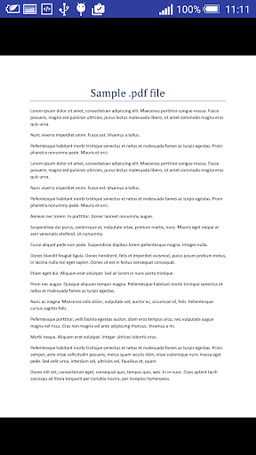 100% 11:11
Sample .pdf file
Lorem ipsum dolor sit amet, consectetuer adipiscing elit. Maecenas porttitor congue massa. Fusce
posuere, magna sed pulvinar ultricies, purus lectus malesuada libero, sit amet commodo magna eros
quis urna.
Nunc viverra imperdiet enim. Fusce est. Vivamus a tellus.
Pellentesque habitant morbi tristique senectus et netus et malesuada fames ac turpis egestas. Proin
pharetra nonummy pede. Mauris et orci.
Lorem ipsum dolor sit amet, consectetuer adipiscing elit. Maecenas porttitor congue massa. Fusce
posuere, magna sed pulvinar ultricies, purus lectus malesuada libero, sit amet commodo magna eros
quis urna.
Nunc viverra imperdiet enim. Fusce est. Vivamus a tellus.
Pellentesque habitant morbi tristique senectus et netus et malesuada fames ac turpis egestas. Proin
pharetra nonummy pede. Mauris et orci.
Aenean nec lorem. In porttitor. Donec laoreet nonummy augue.
Suspendisse dui purus, scelerisque at, vulputate vitae, pretium mattis, nunc. Mauris eget neque at
sem venenatis eleifend. Ut nonummy.
Fusce aliquet pede non pede. Suspendisse dapibus lorem pellentesque magna. Integer nulla.
Donec blandit feugiat ligula. Donec hendrerit, felis et imperdiet euismod, purus ipsum pretium metus,
in lacinia nulla nisl eget sapien. Donec ut est in lectus consequat consequat.
Etiam eget dui. Aliquam erat volutpat. Sed at lorem in nunc porta tristique.
Proin nec augue. Quisque aliquam tempor magna. Pellentesque habitant morbi tristique senectus et
netus et malesuada fames ac turpis egestas.
Nunc ac magna. Maecenas odio dolor, vulputate vel, auctor ac, accumsan id, felis. Pellentesque
cursus sagittis felis.
Pellentesque porttitor, velit lacinia egestas auctor, diam eros tempus arcu, nec vulputate augue
magna vel risus. Cras non magna vel ante adipiscing rhoncus. Vivamus a mi.
Morbi neque. Aliquam erat volutpat. Integer ultrices lobortis eros.
Pellentesque habitant morbi tristique senectus et netus et malesuada fames ac turpis egestas. Proin
semper, ante vitae sollicitudin posuere, metus quam iaculis nibh, vitae scelerisque nunc massa eget
pede. Sed velit urna, interdum vel, ultricies vel, faucibus at, quam.
Donec elit est, consectetuer eget, consequat quis, tempus quis, wisi. In in nunc. Class aptent taciti
sociosqu ad litora torquent per conubia nostra, per inceptos hymenaeos.